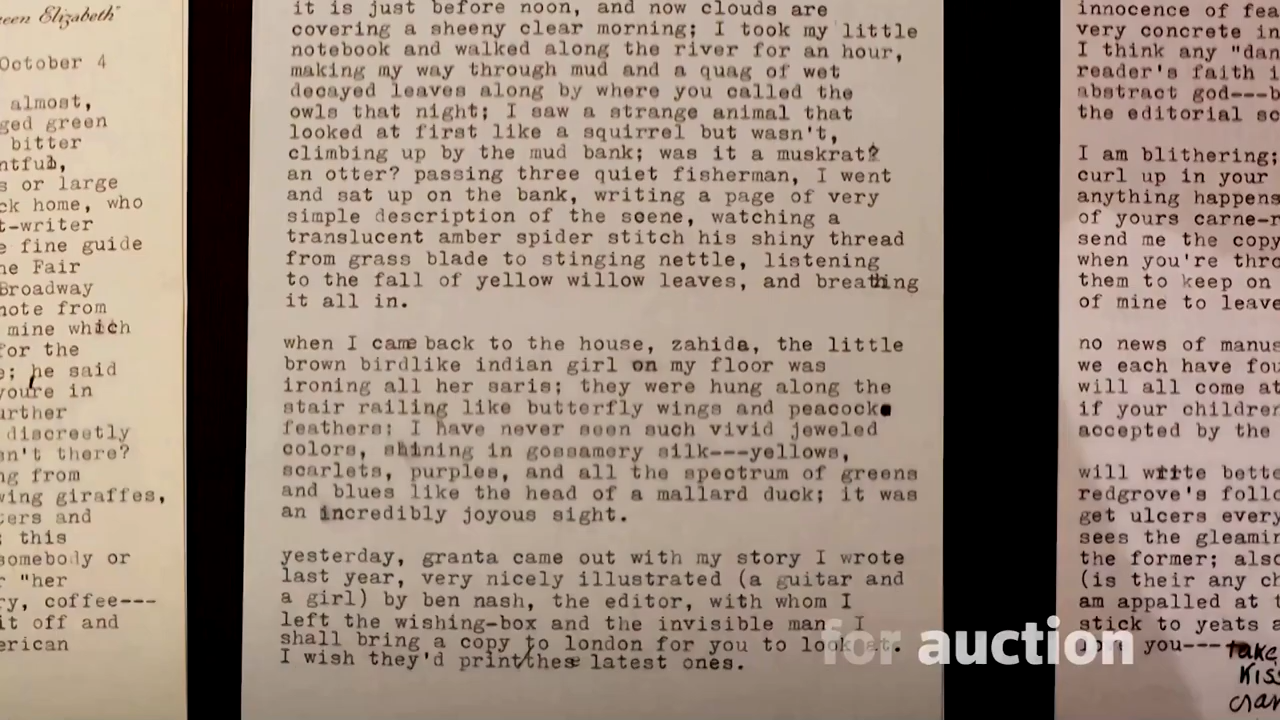 een Elizabeth"
October 4
almost,
ged green
bitter
ntful,
s or large
ck home, who
t-writer
e fine guide
he Fair
Broadway
note from
mine which
for the
e; he said
youre in
urther
discreetly
n't there?
ng from
wing giraffes,
ters and
; this
somebody or
r "her
ry, coffee---
it off and
erican
it is just before noon, and now clouds are
covering a sheeny clear morning; I took my little
notebook and walked along the river for an hour,
making my way through mud and a quag of wet
decayed leaves along by where you called the
owls that night; I saw a strange animal that
looked at first like a squirrel but wasn't,
climbing up by the mud bank; was it a muskrat?
an otter? passing three quiet fisherman, I went
and sat up on the bank, writing a page of very
simple description of the scene, watching a
translucent amber spider stitch his shiny thread
from grass blade to stinging nettle, listening
to the fall of yellow willow leaves, and breathing
it all in.
when I came back to the house, zahida, the little
brown birdlike indian girl on my floor was
ironing all her saris; they were hung along the
stair railing like butterfly wings and peacock
feathers; I have never seen such vivid jeweled
colors, shining in gossamery silk---yellows,
scarlets, purples, and all the spectrum of greens
and blues like the head of a mallard duck; it was
an incredibly joyous sight.
yesterday, granta came out with my story I wrote
last year, very nicely illustrated (a guitar and
a girl) by ben nash, the editor, with whom I
left the wishing-box and the invisible man. I
shall bring a copy to london for you to look at.
I wish they'd print these latest ones.
innocence of fea
very concrete in
I think any "dan
reader's faith i
abstract god---b
the editorial sc
I am blithering;
curl up in your
anything happens
of yours carne-r
send me the copy
when you're thro
them to keep on
of mine to leave
no news of manus
we each have fou
will all come at
if your children
accepted by the
will write bette
redgrove's follo
get ulcers every
sees the gleamin
the former; also
(is their any ch
am appalled at t
stick to yeats a
you---
take
Kiss
for auction